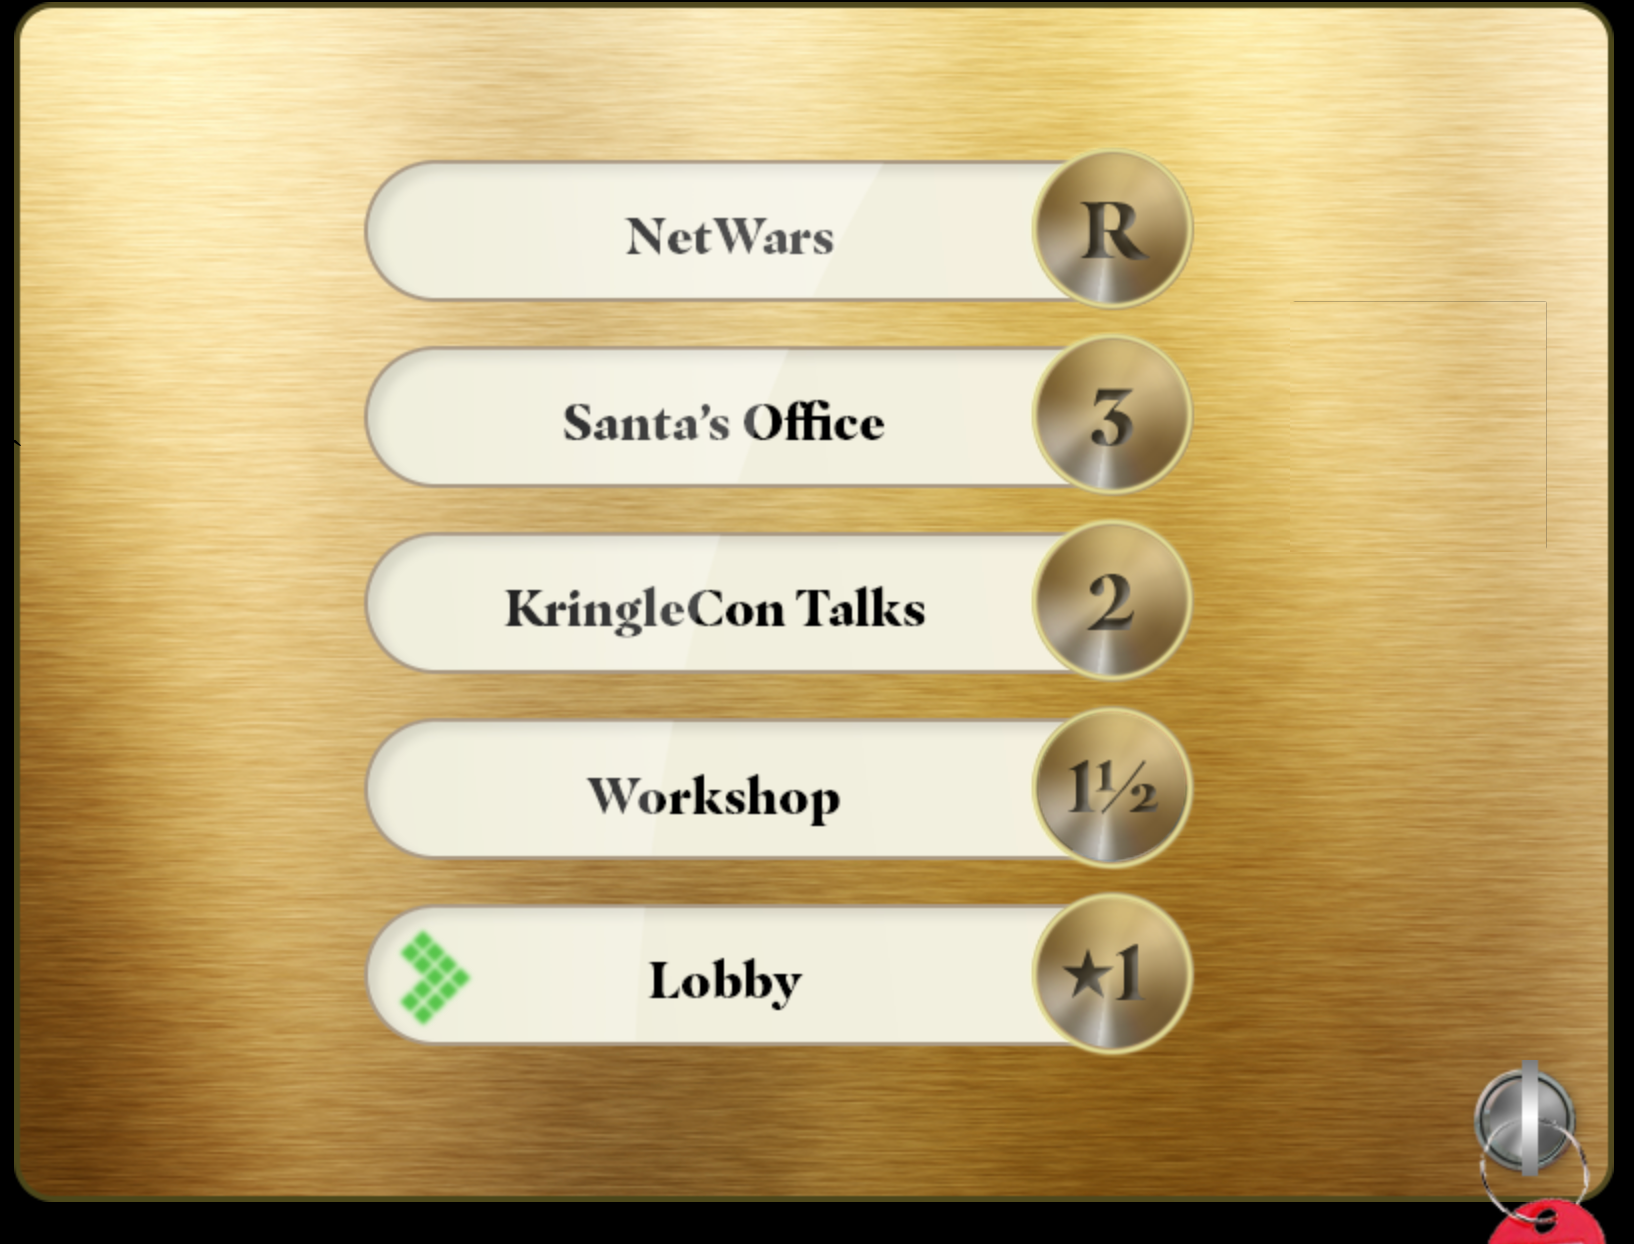 NetWars R
Santa’s Office 3
KringleCon Talks 2
Workshop 1½
Lobby ★1